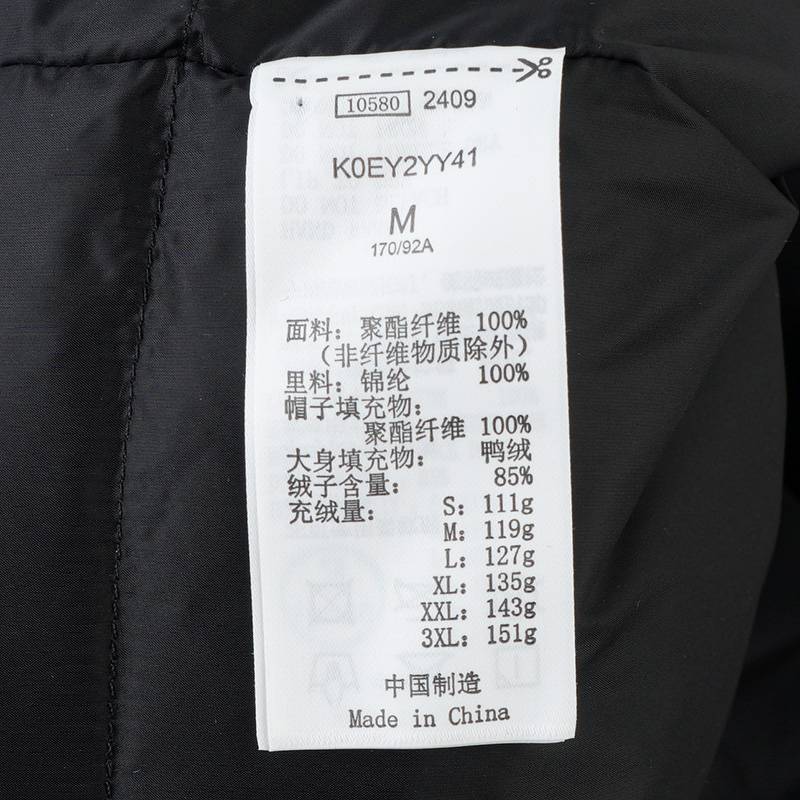 10580 2409
K0EY2YY41
M
170/92A
面料: 聚酯纤维 100%
(非纤维物质除外)
里料: 锦纶 100%
帽子填充物:
聚酯纤维 100%
大身填充物: 鸭绒
绒子含量: 85%
充绒量: S: 111g
M: 119g
L: 127g
XL: 135g
XXL: 143g
3XL: 151g
中国制造
Made in China